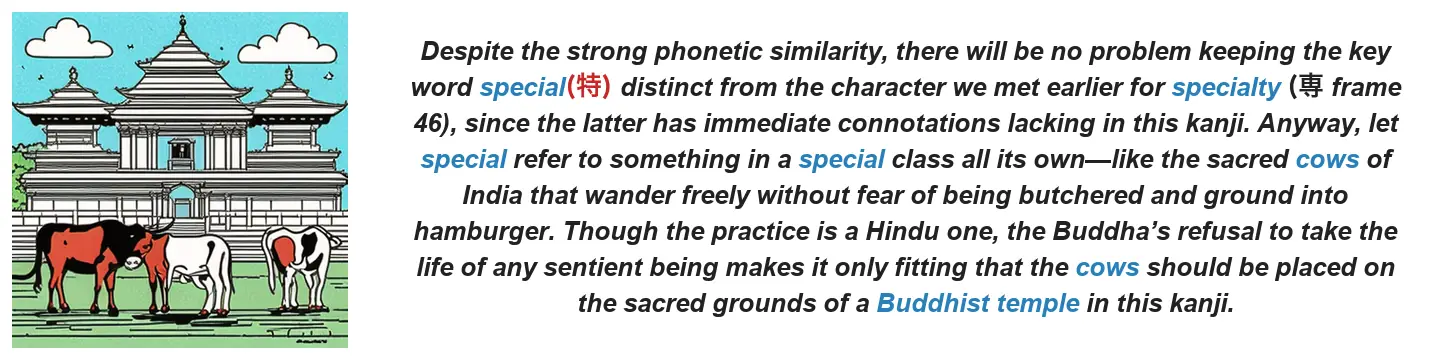 Despite the strong phonetic similarity, there will be no problem keeping the key
word special(特) distinct from the character we met earlier for specialty (専 frame
46), since the latter has immediate connotations lacking in this kanji. Anyway, let
special refer to something in a special class all its own—like the sacred cows of
India that wander freely without fear of being butchered and ground into
hamburger. Though the practice is a Hindu one, the Buddha’s refusal to take the
life of any sentient being makes it only fitting that the cows should be placed on
the sacred grounds of a Buddhist temple in this kanji.